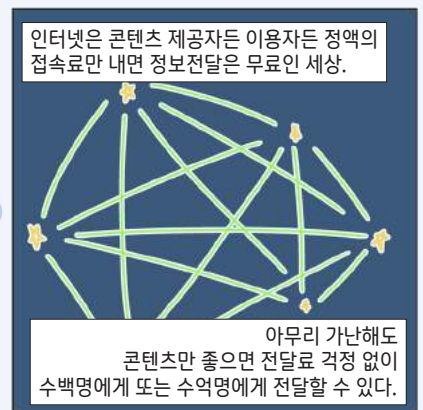 인터넷은 콘텐츠 제공자든 이용자든 정액의
접속료만 내면 정보전달은 무료인 세상.
아무리 가난해도
콘텐츠만 좋으면 전달료 걱정 없이
수백명에게 또는 수억명에게 전달할 수 있다.